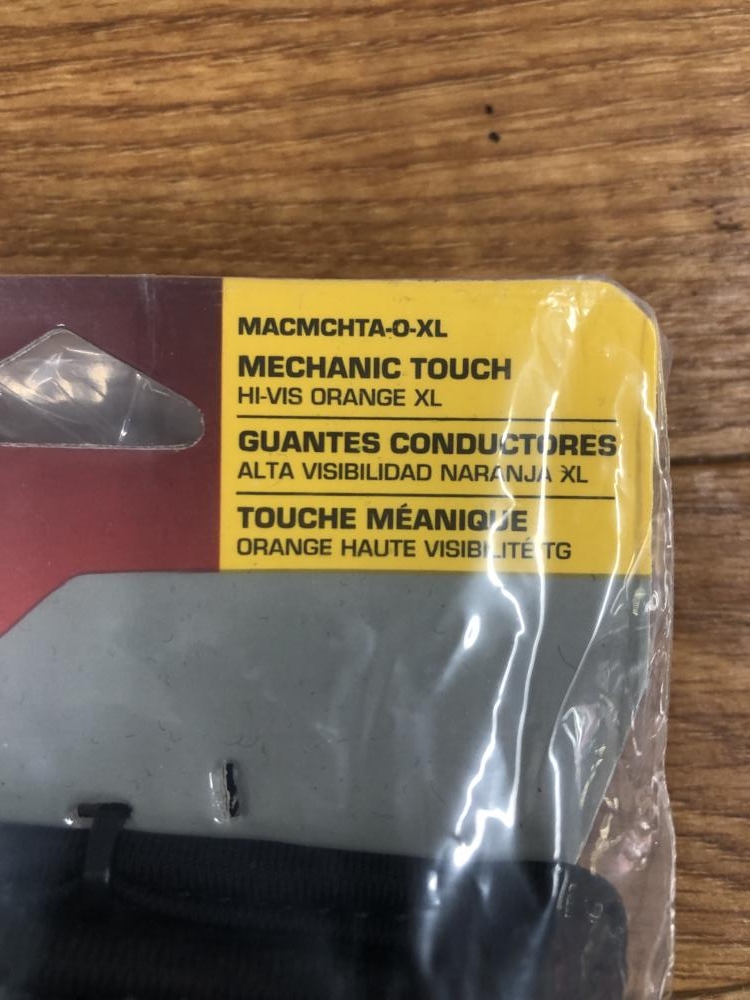 MACMCHTA-O-XL
MECHANIC TOUCH
HI-VIS ORANGE XL
GUANTES CONDUCTORES
ALTA VISIBILIDAD NARANJA XL
TOUCHE MÉANIQUE
ORANGE HAUTE VISIBILITÉ TG